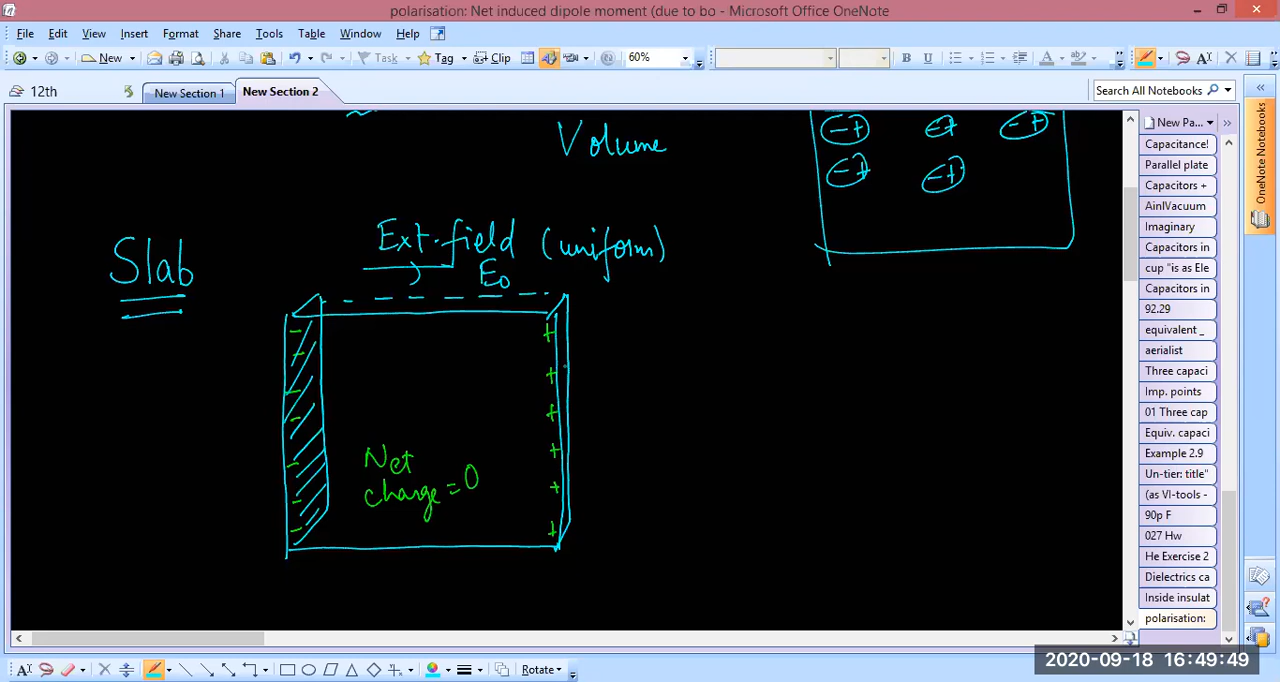 polarisation: Net induced dipole moment (due to bo - Microsoft Office OneNote
File Edit View Insert Format Share Tools Table Window Help
New Task Tag Clip 60% B U
12th New Section 1 New Section 2 Search All Notebooks
New Pa...
OneNote Notebooks
Capacitance!
Parallel plate
Capacitors +
AinlVacuum
Imaginary
Capacitors in
cup "is as Ele
Capacitors in
92.29
equivalent _
aerialist
Three capaci
Imp. points
01 Three cap
Equiv. capaci
Example 2.9
Un-tier: title"
(as VI-tools -
90p F
027 Hw
He Exercise 2
Dielectrics ca
Inside insulat
polarisation:
Volume
- + - + - +
- + - +
Slab
Ext. field (uniform)
E₀
- +
- +
- +
- +
- +
- +
- +
Net
charge = 0
2020-09-18 16:49:49
Rotate